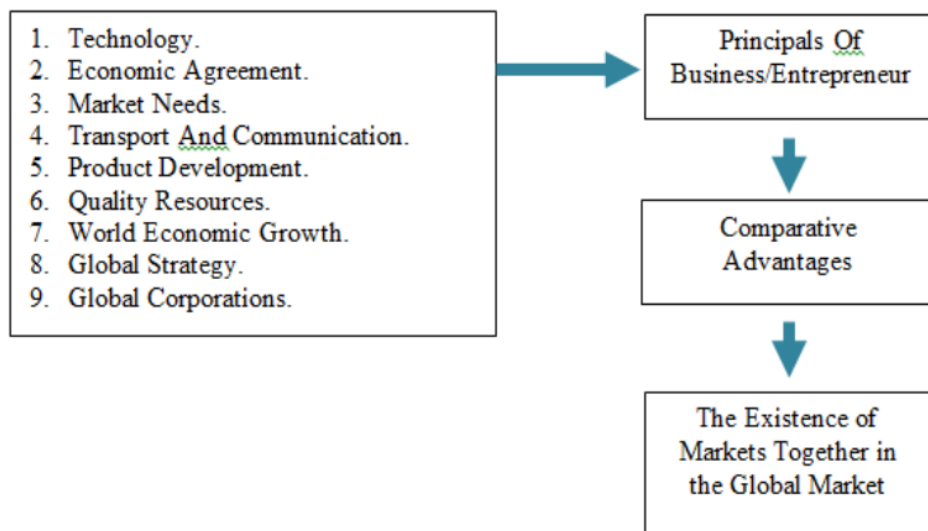 1. Technology.
2. Economic Agreement.
3. Market Needs.
4. Transport And Communication.
5. Product Development.
6. Quality Resources.
7. World Economic Growth.
8. Global Strategy.
9. Global Corporations.
Principals Of
Business/Entrepreneur
Comparative
Advantages
The Existence of
Markets Together in
the Global Market